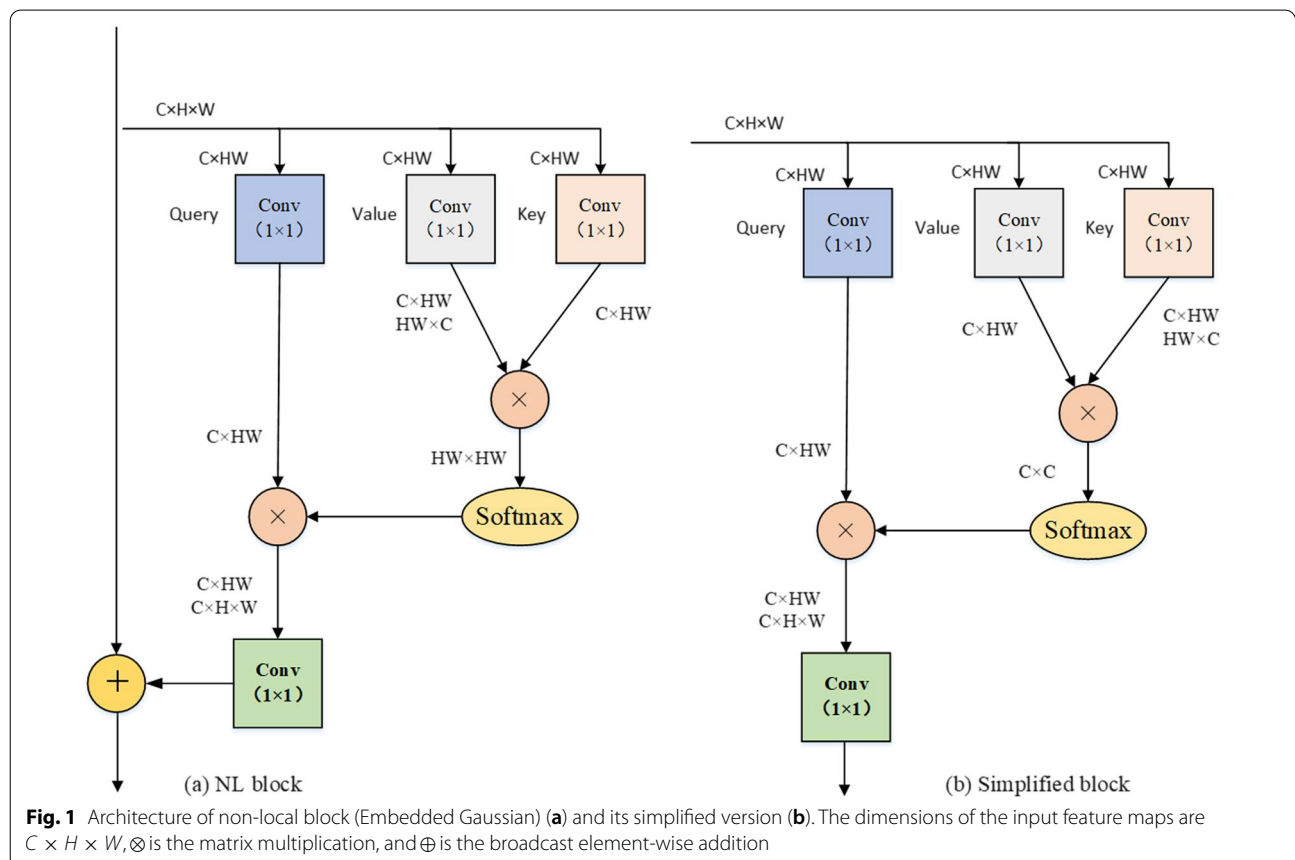 C×H×W
C×HW
C×HW
C×HW
Query
Conv
(1×1)
Value
Conv
(1×1)
Key
Conv
(1×1)
C×HW
HW×C
C×HW
×
C×HW
HW×HW
×
Softmax
C×HW
C×H×W
+
Conv
(1×1)
(a) NL block
C×H×W
C×HW
C×HW
C×HW
Query
Conv
(1×1)
Value
Conv
(1×1)
Key
Conv
(1×1)
C×HW
C×HW
HW×C
×
C×HW
C×C
×
Softmax
C×HW
C×H×W
Conv
(1×1)
(b) Simplified block
Fig. 1 Architecture of non-local block (Embedded Gaussian) (a) and its simplified version (b). The dimensions of the input feature maps are
C × H × W, ⊗ is the matrix multiplication, and ⊕ is the broadcast element-wise addition